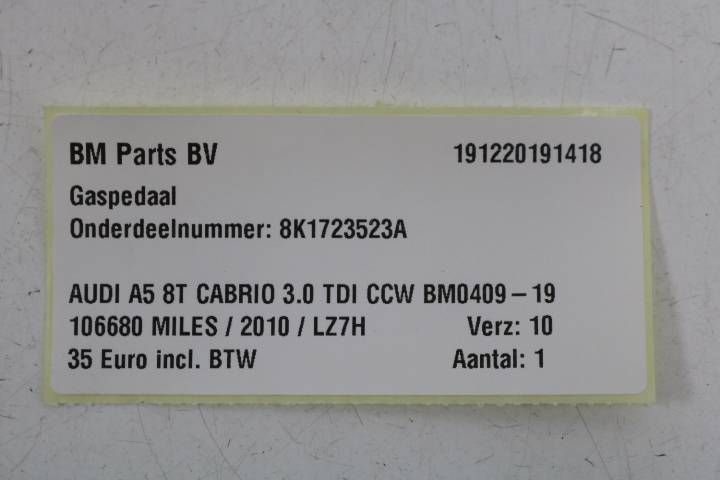 BM Parts BV 191220191418
Gaspedaal
Onderdeelnummer: 8K1723523A
AUDI A5 8T CABRIO 3.0 TDI CCW BM0409 – 19
106680 MILES / 2010 / LZ7H Verz: 10
35 Euro incl. BTW Aantal: 1